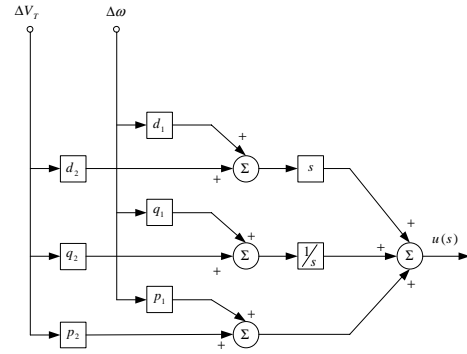 ΔV_T Δω
d_1
+
d_2 + Σ s
+
q_1
+ u(s)
q_2 + Σ 1/s + Σ
+
p_1
+
p_2 + Σ